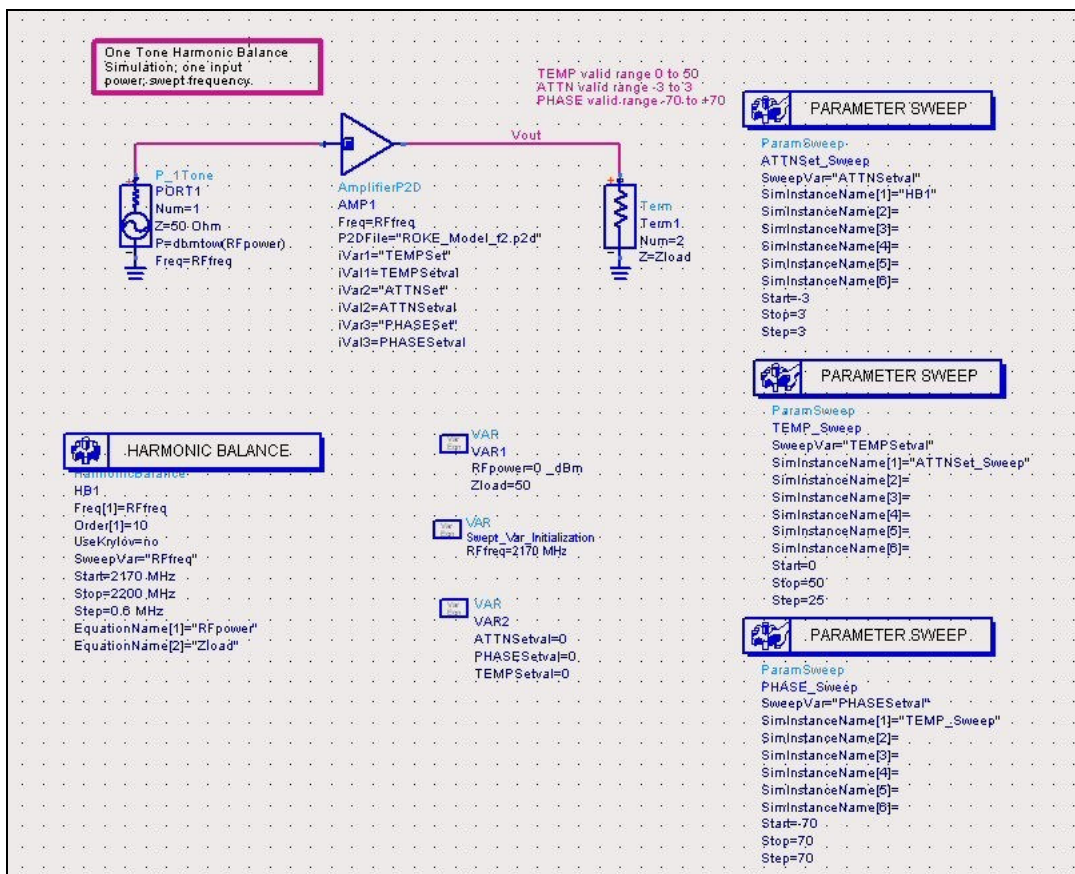 One Tone Harmonic Balance
Simulation; one input
power; swept frequency.
TEMP valid range 0 to 50
ATTN valid range -3 to 3
PHASE valid range -70 to +70
Vout
P_1Tone
PORT1
Num=1
Z=50 Ohm
P=dbmtow(RFpower)
Freq=RFfreq
AmplifierP2D
AMP1
Freq=RFfreq
P2DFile="ROKE_Model_f2.p2d"
iVar1="TEMPSet"
iVal1=TEMPSetval
iVar2="ATTNSet"
iVal2=ATTNSetval
iVar3="PHASESet"
iVal3=PHASESetval
Term
Term1
Num=2
Z=Zload
PARAMETER SWEEP
ParamSweep
ATTNSet_Sweep
SweepVar="ATTNSetval"
SimInstanceName[1]="HB1"
SimInstanceName[2]=
SimInstanceName[3]=
SimInstanceName[4]=
SimInstanceName[5]=
SimInstanceName[6]=
Start=-3
Stop=3
Step=3
PARAMETER SWEEP
ParamSweep
TEMP_Sweep
SweepVar="TEMPSetval"
SimInstanceName[1]="ATTNSet_Sweep"
SimInstanceName[2]=
SimInstanceName[3]=
SimInstanceName[4]=
SimInstanceName[5]=
SimInstanceName[6]=
Start=0
Stop=50
Step=25
HARMONIC BALANCE
HarmonicBalance
HB1
Freq[1]=RFfreq
Order[1]=10
UseKrylov=no
SweepVar="RFfreq"
Start=2170 MHz
Stop=2200 MHz
Step=0.6 MHz
EquationName[1]="RFpower"
EquationName[2]="Zload"
Var
Eqn
VAR
VAR1
RFpower=0 _dBm
Zload=50
Var
Eqn
VAR
Swept_Var_Initialization
RFfreq=2170 MHz
Var
Eqn
VAR
VAR2
ATTNSetval=0
PHASESetval=0
TEMPSetval=0
PARAMETER SWEEP
ParamSweep
PHASE_Sweep
SweepVar="PHASESetval"
SimInstanceName[1]="TEMP_Sweep"
SimInstanceName[2]=
SimInstanceName[3]=
SimInstanceName[4]=
SimInstanceName[5]=
SimInstanceName[6]=
Start=-70
Stop=70
Step=70